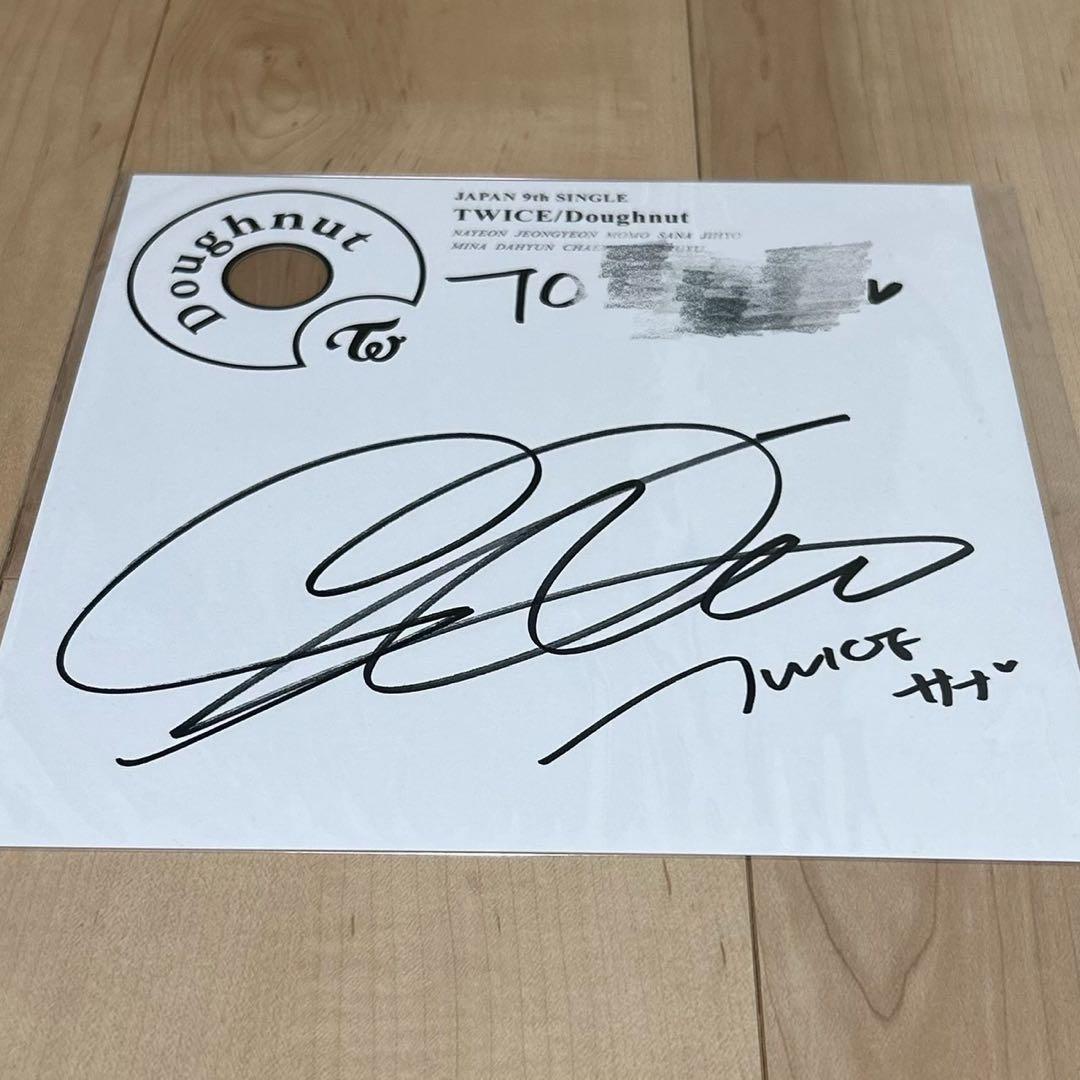 Doughnut
JAPAN 9th SINGLE
TWICE/Doughnut
NAYEON JEONGYEON MOMO SANA JIHYO
MINA DAHYUN
TO ♥
TWICE
サナ♥